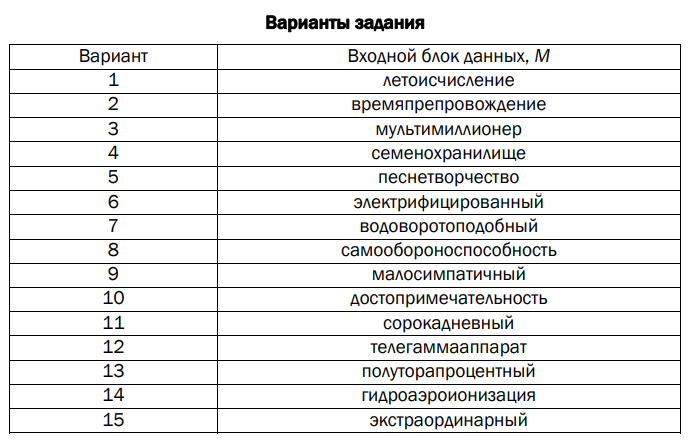 Варианты задания
Вариант Входной блок данных, M
1 летоисчисление
2 времяпрепровождение
3 мультимиллионер
4 семенохранилище
5 песнетворчество
6 электрифицированный
7 водоворотоподобный
8 самообороноспособность
9 малосимпатичный
10 достопримечательность
11 сорокадневный
12 телегаммааппарат
13 полуторапроцентный
14 гидроаэроионизация
15 экстраординарный